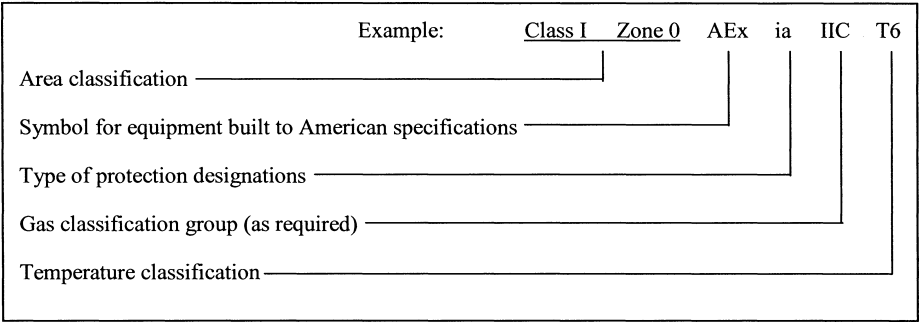 Example: Class I Zone 0 AEx ia IIC T6
Area classification
Symbol for equipment built to American specifications
Type of protection designations
Gas classification group (as required)
Temperature classification